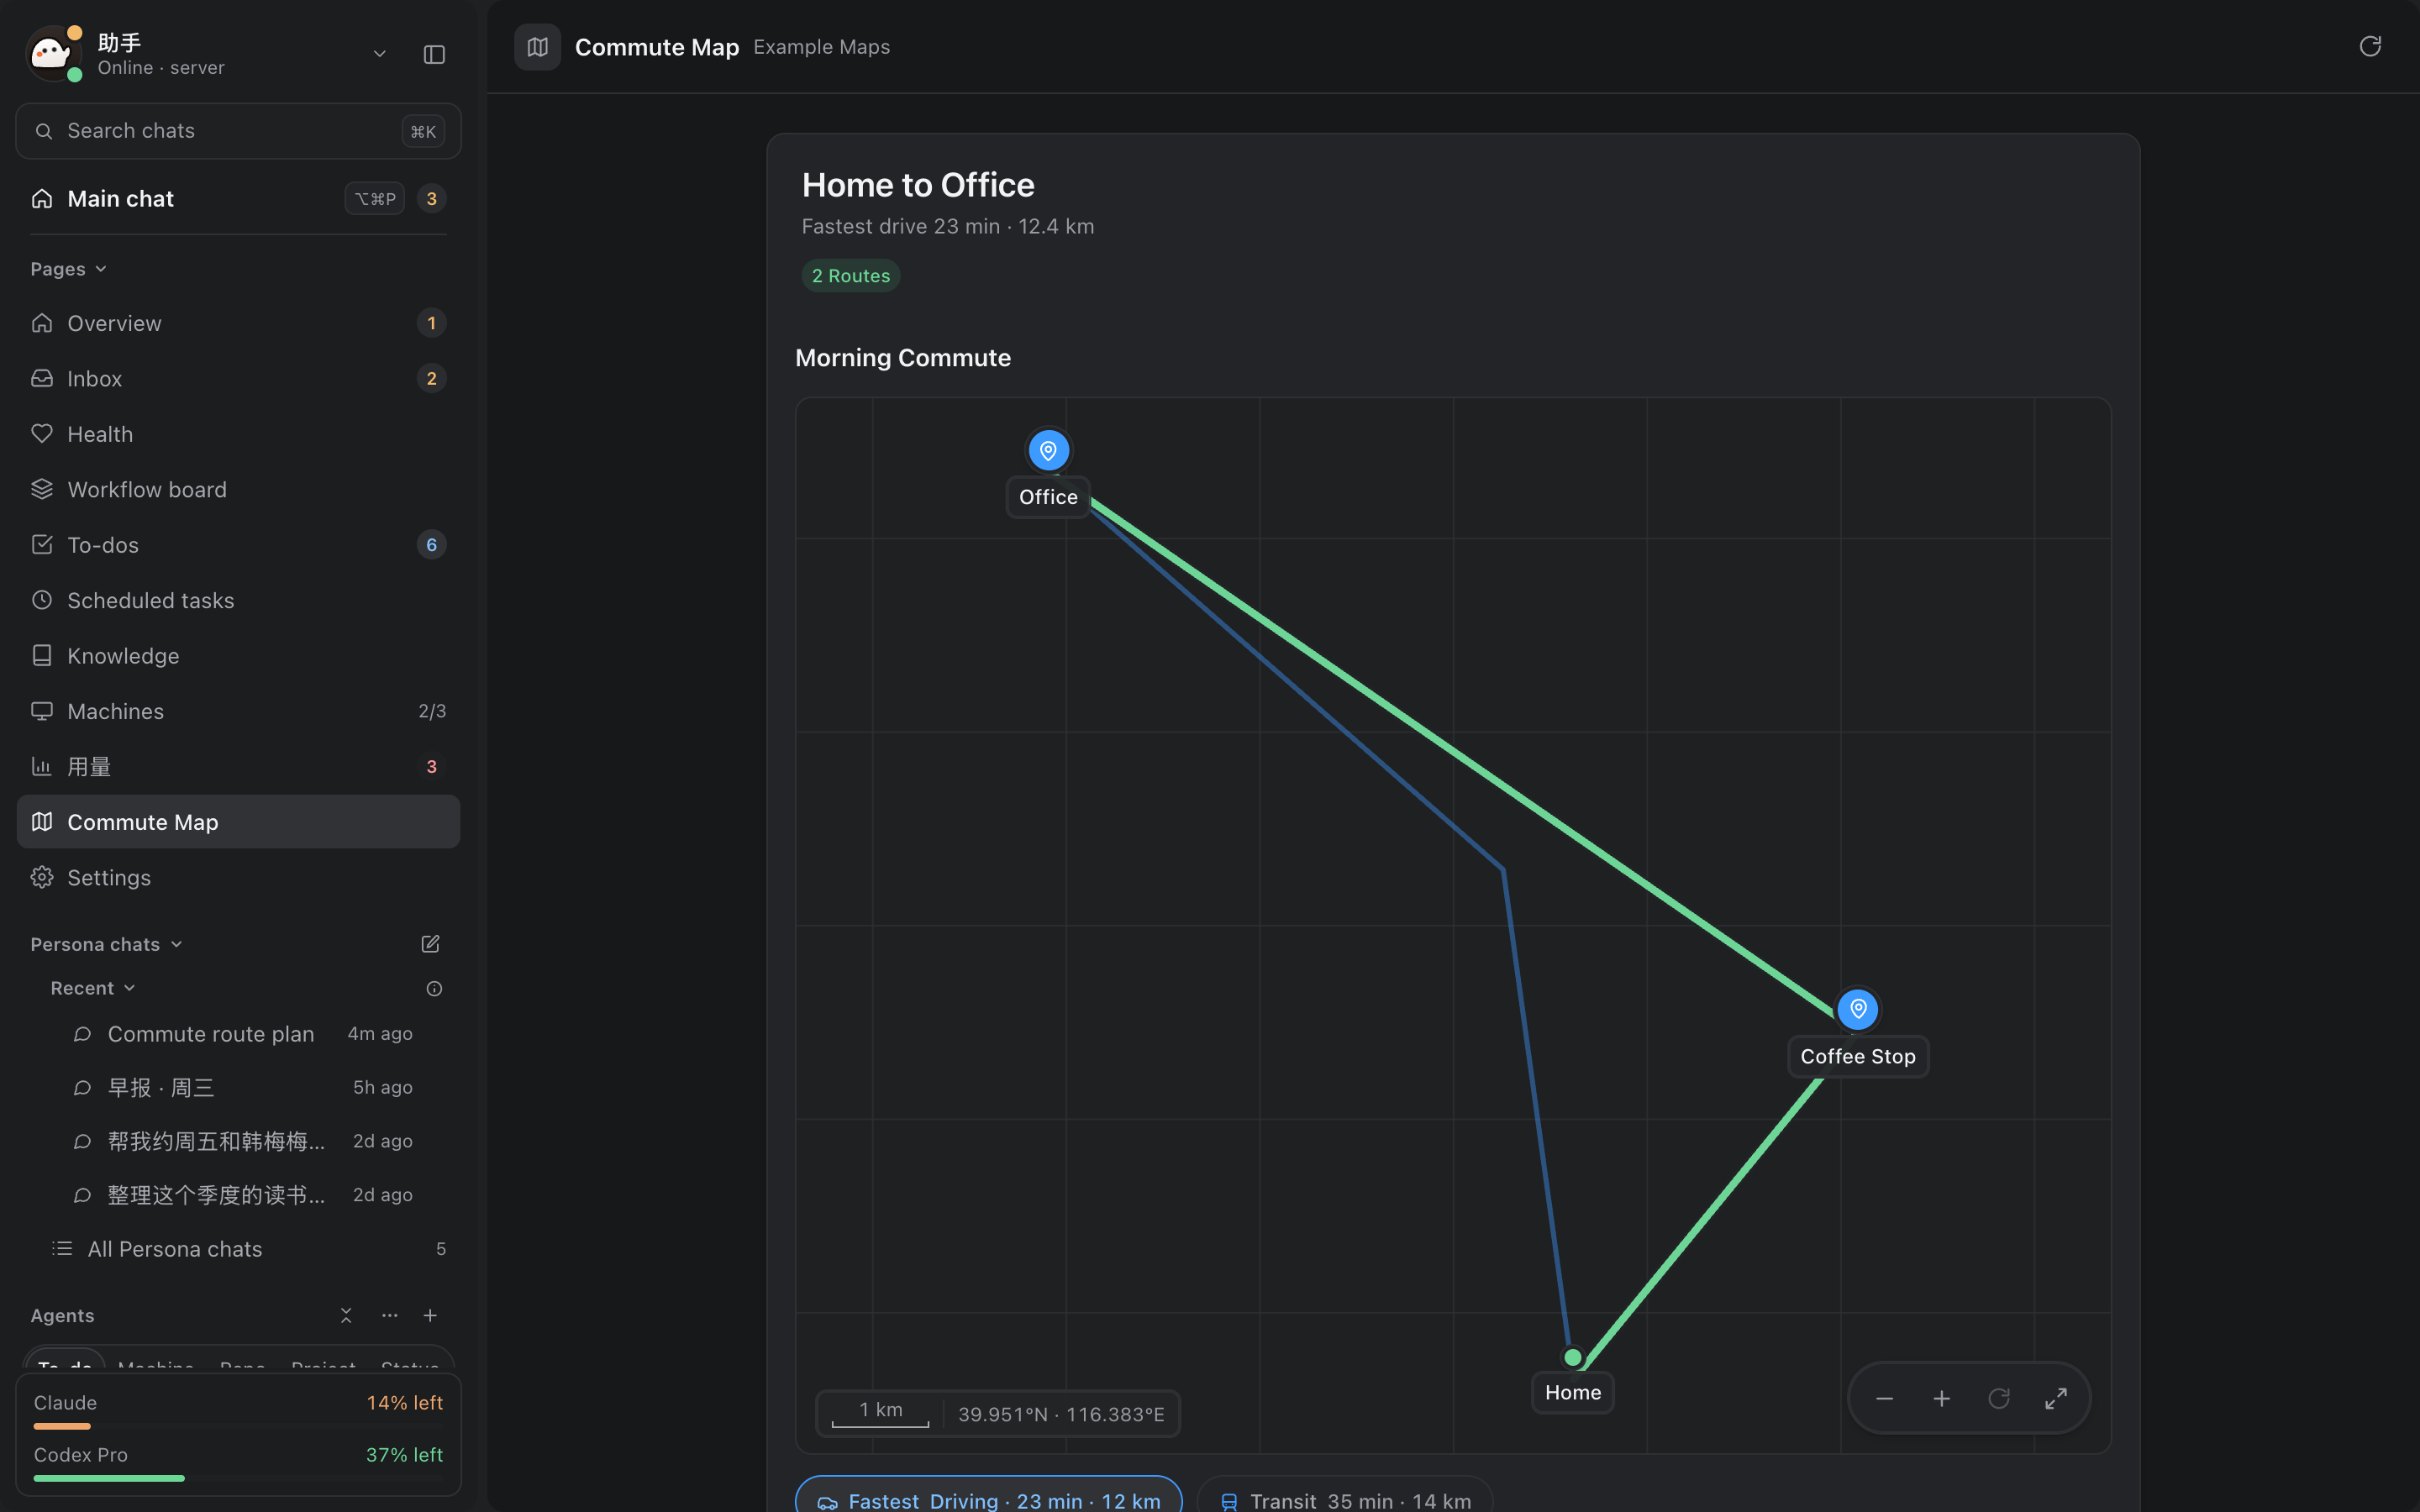 助手
Online · server
Search chats ⌘K
Main chat ⌥⌘P 3
Pages
Overview 1
Inbox 2
Health
Workflow board
To-dos 6
Scheduled tasks
Knowledge
Machines 2/3
用量 3
Commute Map
Settings
Persona chats
Recent
Commute route plan 4m ago
早报 · 周三 5h ago
帮我约周五和韩梅梅... 2d ago
整理这个季度的读书... 2d ago
All Persona chats 5
Agents
To-do Machine Repo Project Status
Claude 14% left
Codex Pro 37% left
Commute Map Example Maps
Home to Office
Fastest drive 23 min · 12.4 km
2 Routes
Morning Commute
Office
Coffee Stop
Home
1 km 39.951°N · 116.383°E
Fastest Driving · 23 min · 12 km
Transit 35 min · 14 km